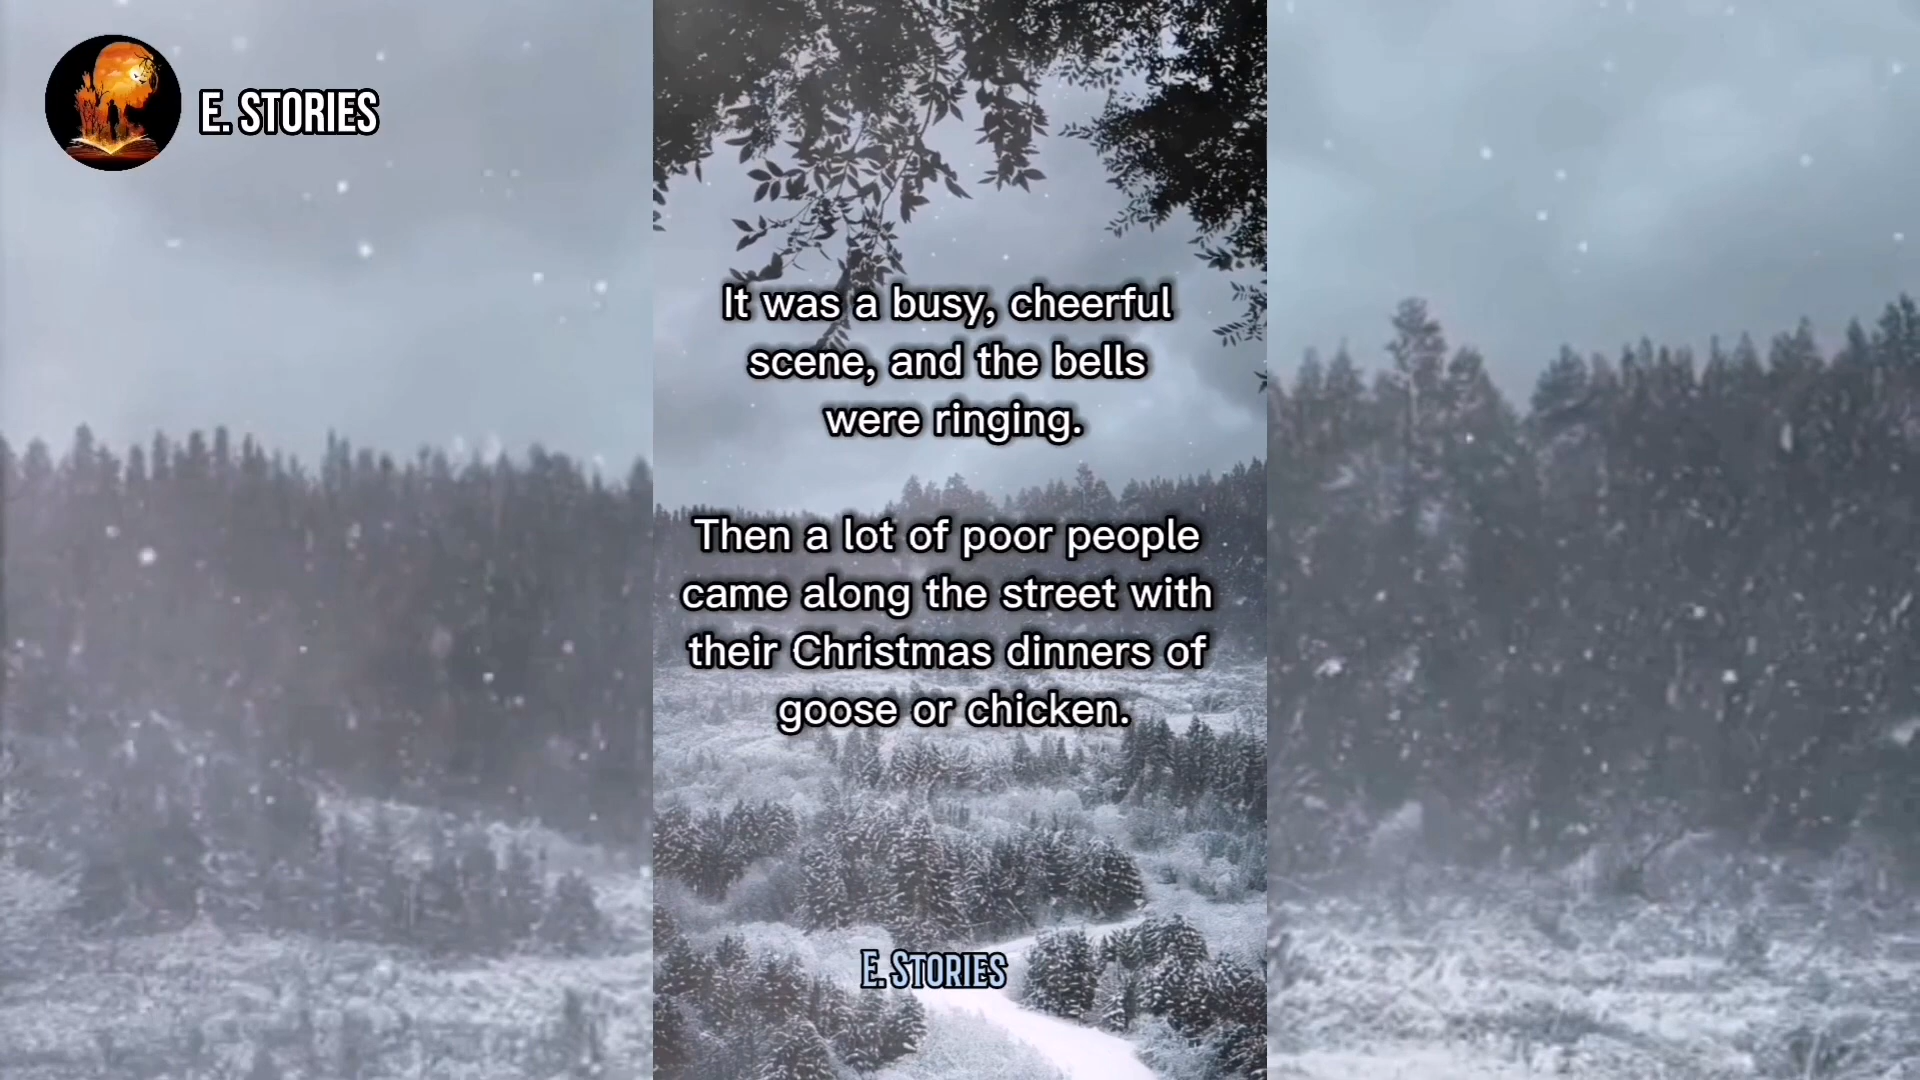 E. STORIES
It was a busy, cheerful
scene, and the bells
were ringing.
Then a lot of poor people
came along the street with
their Christmas dinners of
goose or chicken.
E. STORIES